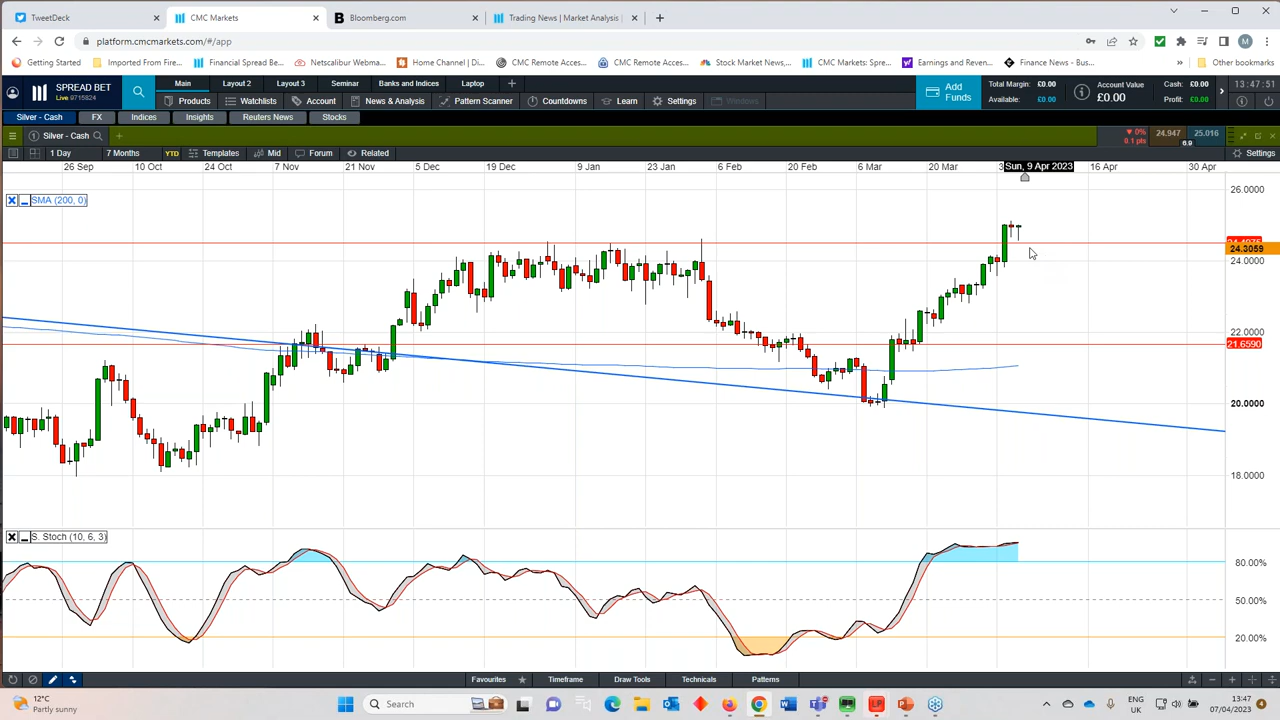 TweetDeck
CMC Markets
Bloomberg.com
Trading News | Market Analysis |
platform.cmcmarkets.com/#/app
Getting Started
Imported From Fire...
Financial Spread Be...
Netscalibur Webma...
Home Channel | Di...
CMC Remote Acces...
CMC Remote Acces...
Stock Market News,...
CMC Markets: Spre...
Earnings and Reven...
Finance News - Bus...
»
Other bookmarks
SPREAD BET
Live 9715824
Main
Layout 2
Layout 3
Seminar
Banks and Indices
Laptop
Products
Watchlists
Account
News & Analysis
Pattern Scanner
Countdowns
Learn
Settings
Windows
Add Funds
Total Margin: £0.00
Available: £0.00
Account Value
£0.00
Cash: £0.00
Profit: £0.00
13:47:51
Silver - Cash
FX
Indices
Insights
Reuters News
Stocks
Silver - Cash
0%
0.1 pls
24.947
6.9
25.016
1 Day
7 Months
YTD
Templates
Mid
Forum
Related
Settings
26 Sep
10 Oct
24 Oct
7 Nov
21 Nov
5 Dec
19 Dec
9 Jan
23 Jan
6 Feb
20 Feb
6 Mar
20 Mar
3
Sun, 9 Apr 2023
16 Apr
30 Apr
SMA (200, 0)
26.0000
24.3059
24.0000
22.0000
21.6590
20.0000
18.0000
S. Stoch (10, 6, 3)
80.00%
50.00%
20.00%
Favourites
Timeframe
Draw Tools
Technicals
Patterns
12°C
Partly sunny
Search
ENG
UK
13:47
07/04/2023